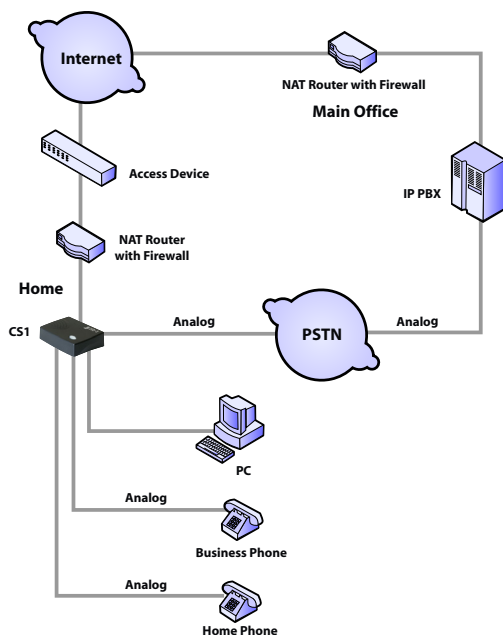 Internet
NAT Router with Firewall
Main Office
Access Device
IP PBX
NAT Router
with Firewall
Home
CS1
Analog
PSTN
Analog
PC
Analog
Business Phone
Analog
Home Phone